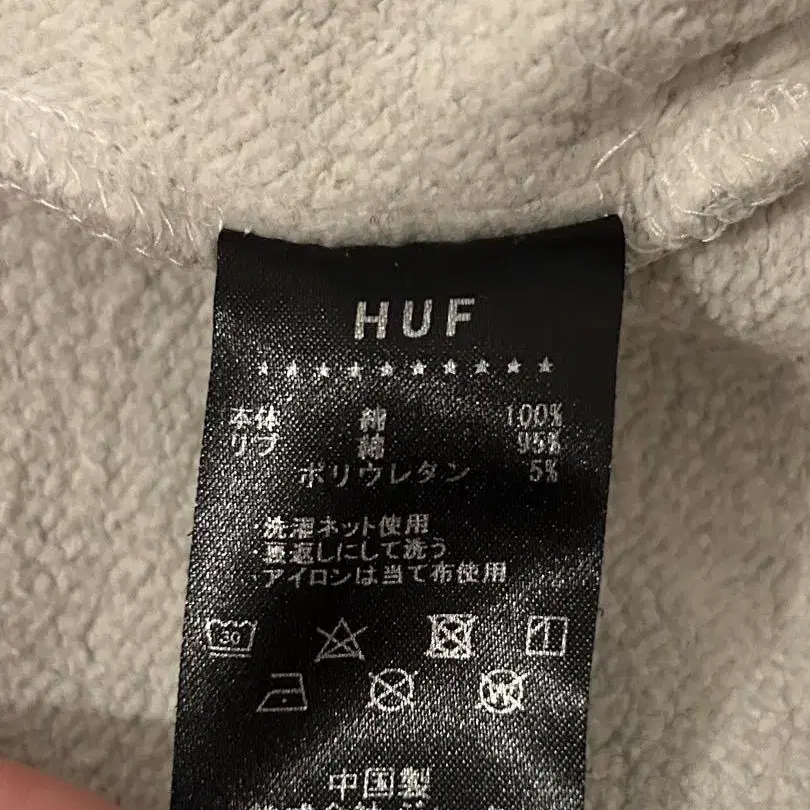 HUF
本体 綿 100%
リブ 綿 95%
ポリウレタン 5%
洗濯ネット使用
裏返しにして洗う
アイロンは当て布使用
30
W
中国製